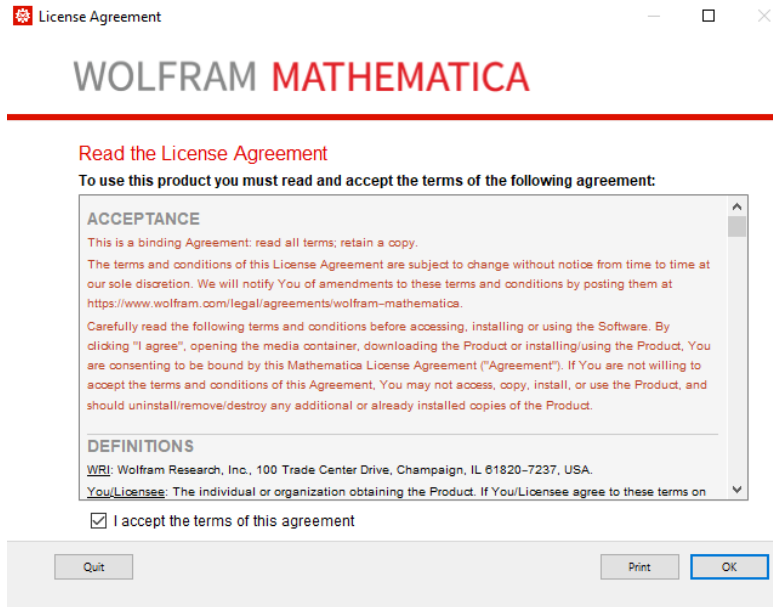 License Agreement
WOLFRAM MATHEMATICA
Read the License Agreement
To use this product you must read and accept the terms of the following agreement:
ACCEPTANCE
This is a binding Agreement: read all terms; retain a copy.
The terms and conditions of this License Agreement are subject to change without notice from time to time at
our sole discretion. We will notify You of amendments to these terms and conditions by posting them at
https://www.wolfram.com/legal/agreements/wolfram-mathematica.
Carefully read the following terms and conditions before accessing, installing or using the Software. By
clicking "I agree", opening the media container, downloading the Product or installing/using the Product, You
are consenting to be bound by this Mathematica License Agreement ("Agreement"). If You are not willing to
accept the terms and conditions of this Agreement, You may not access, copy, install, or use the Product, and
should uninstall/remove/destroy any additional or already installed copies of the Product.
DEFINITIONS
WRI: Wolfram Research, Inc., 100 Trade Center Drive, Champaign, IL 61820-7237, USA.
You/Licensee: The individual or organization obtaining the Product. If You/Licensee agree to these terms on
I accept the terms of this agreement
Quit
Print
OK